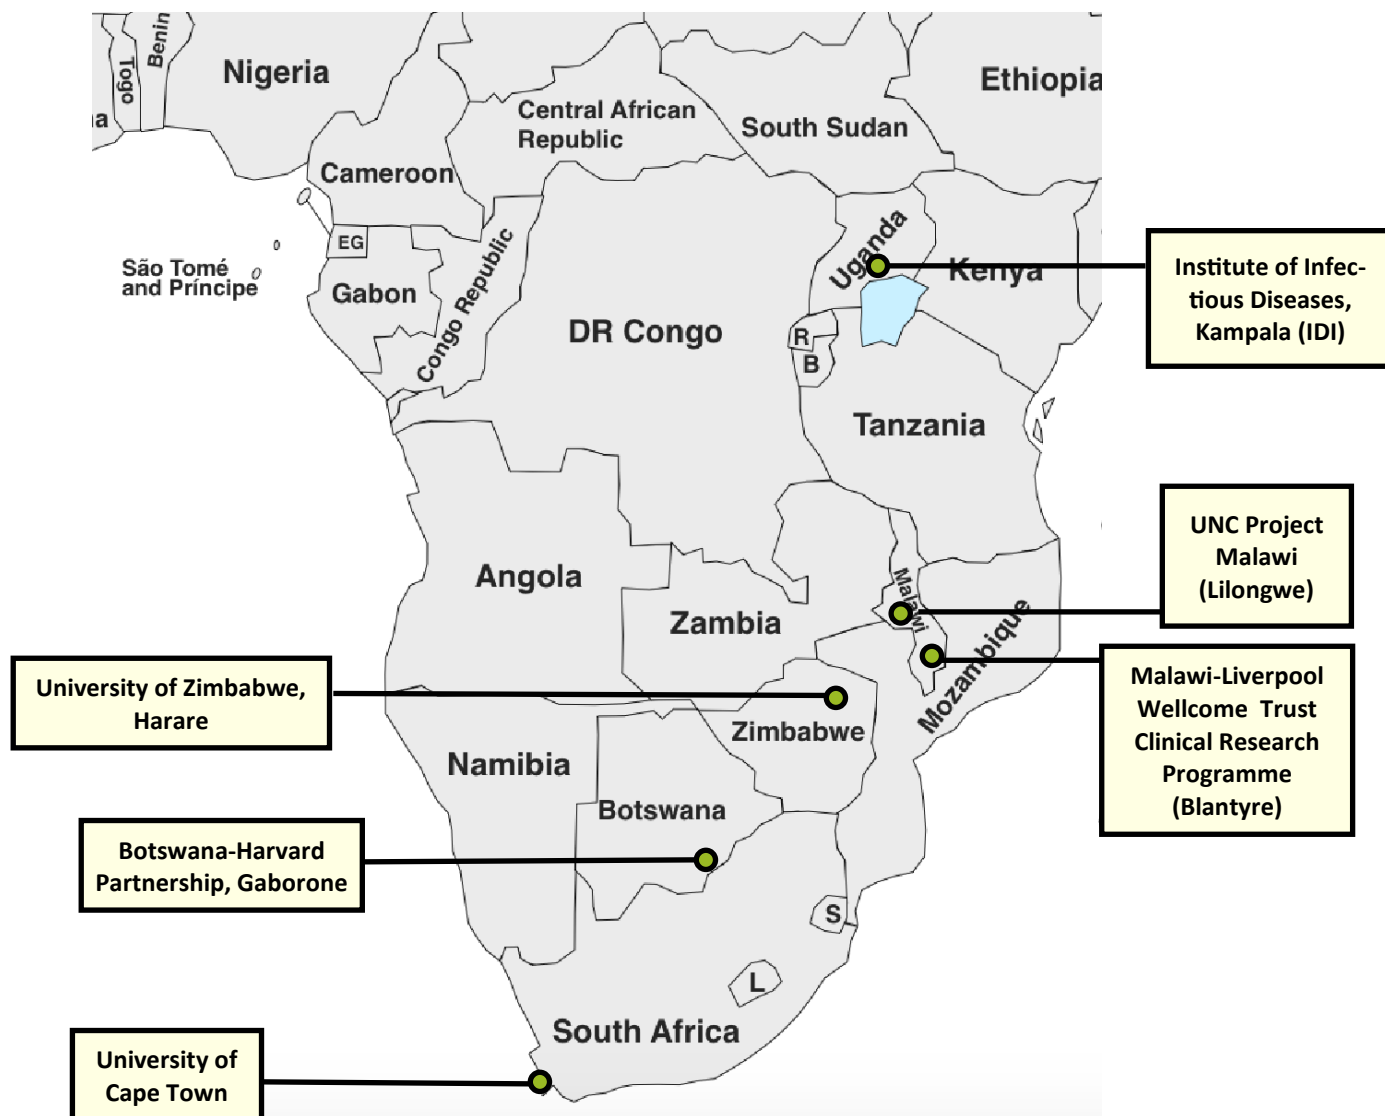 Benin
Togo
Nigeria
Ethiopia
a
Central African
Republic
South Sudan
Cameroon
Uganda
EG
Kenya
Institute of Infec-
tious Diseases,
Kampala (IDI)
São Tomé
and Príncipe
Gabon
Congo Republic
DR Congo
R
B
Tanzania
UNC Project
Malawi
(Lilongwe)
Angola
Malawi
Zambia
Mozambique
University of Zimbabwe,
Harare
Malawi-Liverpool
Wellcome Trust
Clinical Research
Programme
(Blantyre)
Zimbabwe
Namibia
Botswana
Botswana-Harvard
Partnership, Gaborone
S
L
South Africa
University of
Cape Town